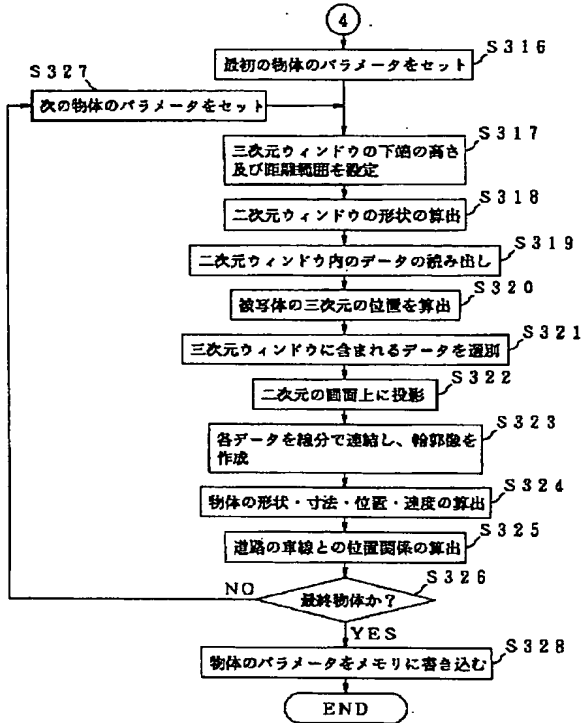 4
S316
最初の物体のパラメータをセット
S327
次の物体のパラメータをセット
S317
三次元ウィンドウの下端の高さ
及び距離範囲を設定
S318
二次元ウィンドウの形状の算出
S319
二次元ウィンドウ内のデータの読み出し
S320
被写体の三次元の位置を算出
S321
三次元ウィンドウに含まれるデータを選別
S322
二次元の画面上に投影
S323
各データを線分で連結し、輪郭像を
作成
S324
物体の形状・寸法・位置・速度の算出
S325
道路の車線との位置関係の算出
S326
最終物体か?
NO
YES
S328
物体のパラメータをメモリに書き込む
END